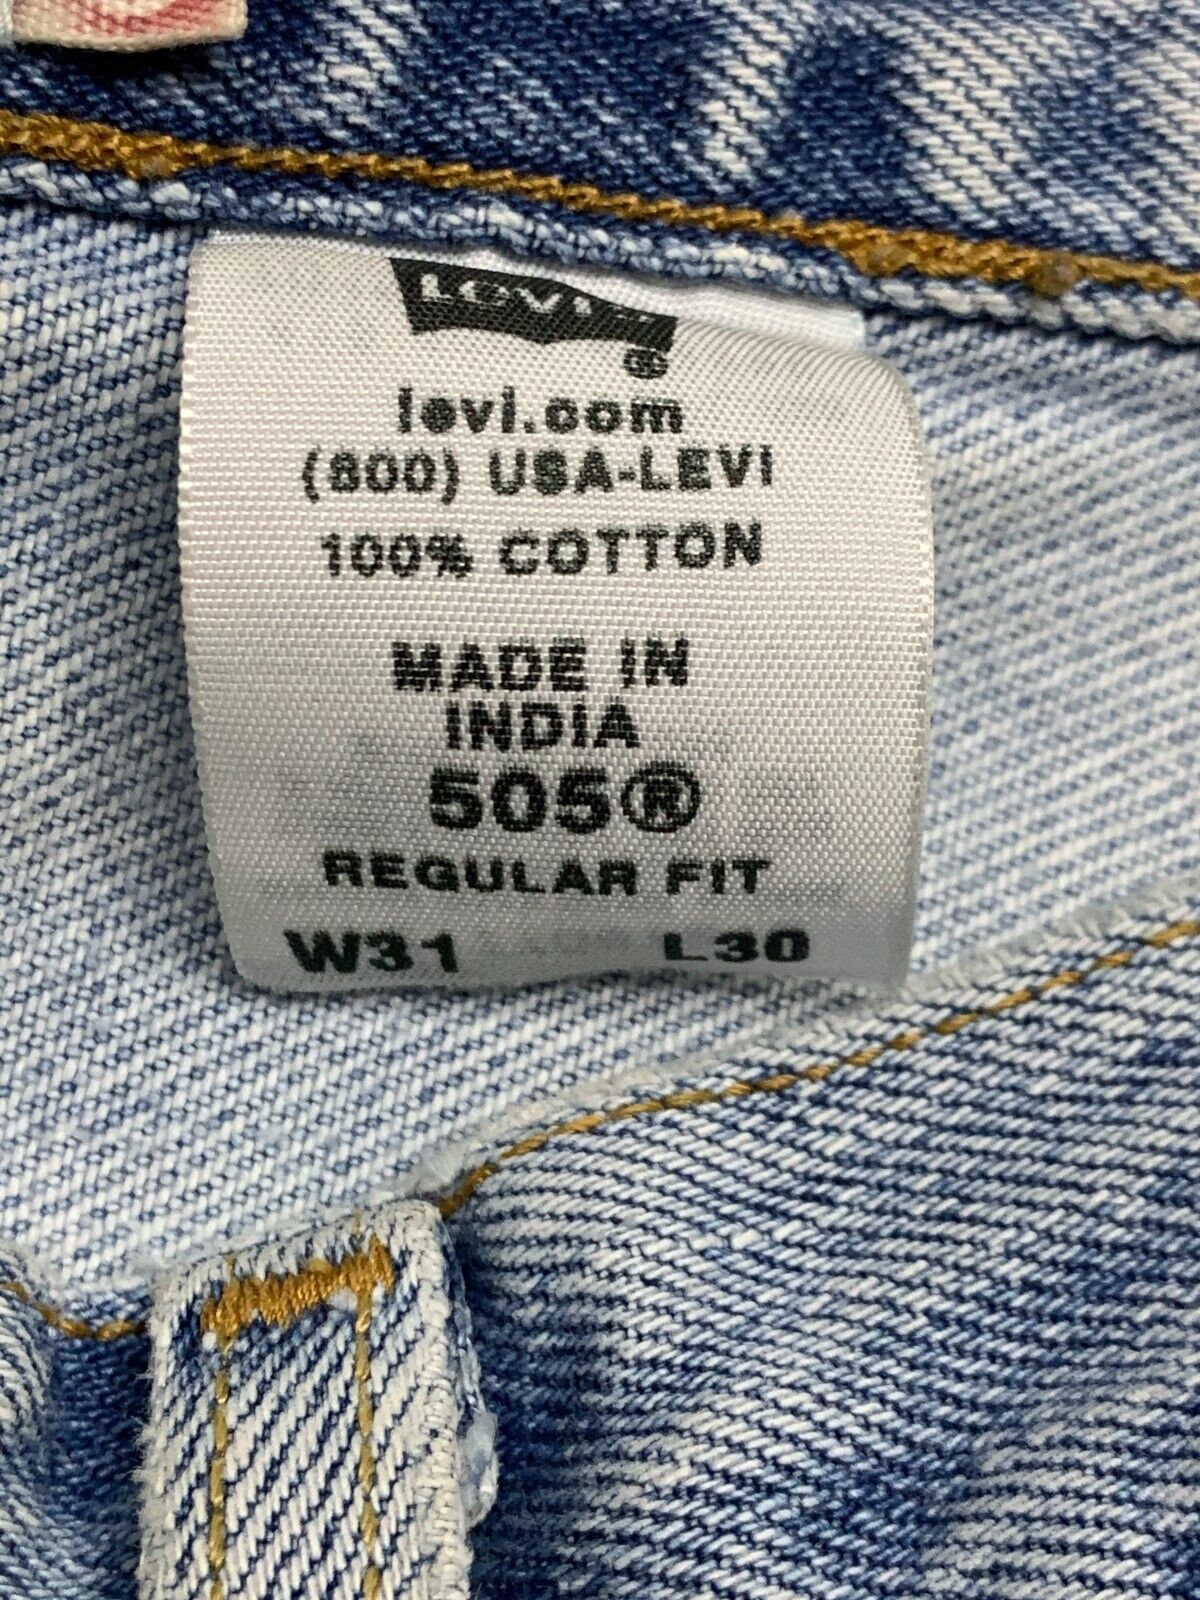 Levi's®
levi.com
(800) USA-LEVI
100% COTTON
MADE IN
INDIA
505®
REGULAR FIT
W31 L30